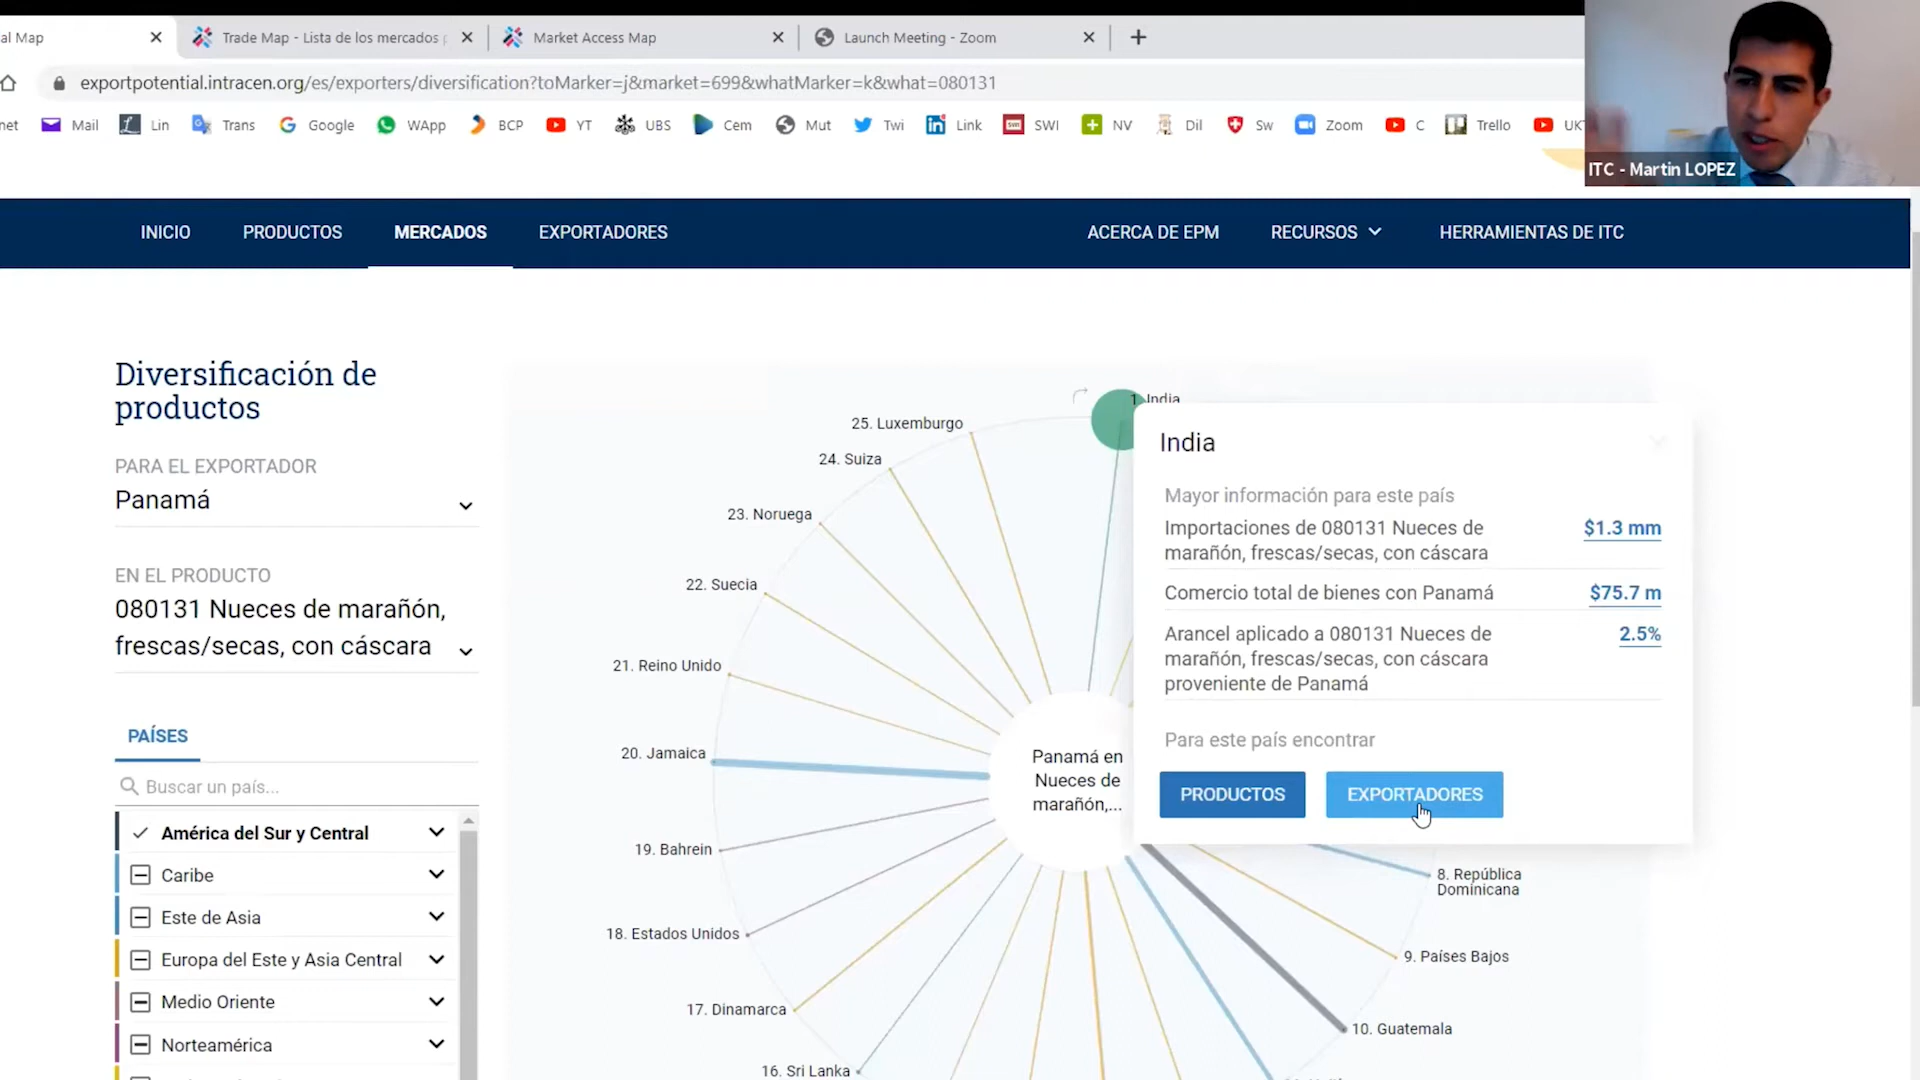 al Map
Trade Map - Lista de los mercados
Market Access Map
Launch Meeting - Zoom
exportpotential.intracen.org/es/exporters/diversification?toMarker=j&market=699&whatMarker=k&what=080131
net Mail Lin Trans Google WApp BCP YT UBS Cem Mut Twi Link SWI NV Dil Sw Zoom C Trello UK
ITC - Martin LOPEZ
INICIO PRODUCTOS MERCADOS EXPORTADORES ACERCA DE EPM RECURSOS HERRAMIENTAS DE ITC
Diversificación de
productos
PARA EL EXPORTADOR
Panamá
EN EL PRODUCTO
080131 Nueces de marañón,
frescas/secas, con cáscara
PAÍSES
Buscar un país...
América del Sur y Central
Caribe
Este de Asia
Europa del Este y Asia Central
Medio Oriente
Norteamérica
1. India
25. Luxemburgo
24. Suiza
23. Noruega
22. Suecia
21. Reino Unido
20. Jamaica
19. Bahrein
18. Estados Unidos
17. Dinamarca
16. Sri Lanka
Panamá en
Nueces de
marañón,...
8. República
Dominicana
9. Países Bajos
10. Guatemala
India
Mayor información para este país
Importaciones de 080131 Nueces de
marañón, frescas/secas, con cáscara
$1.3 mm
Comercio total de bienes con Panamá
$75.7 m
Arancel aplicado a 080131 Nueces de
marañón, frescas/secas, con cáscara
proveniente de Panamá
2.5%
Para este país encontrar
PRODUCTOS
EXPORTADORES